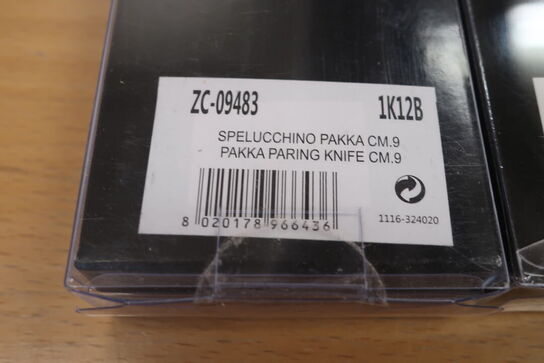 ZC-09483 1K12B
SPELUCCHINO PAKKA CM.9
PAKKA PARING KNIFE CM.9
8 020178 966436
1116-324020